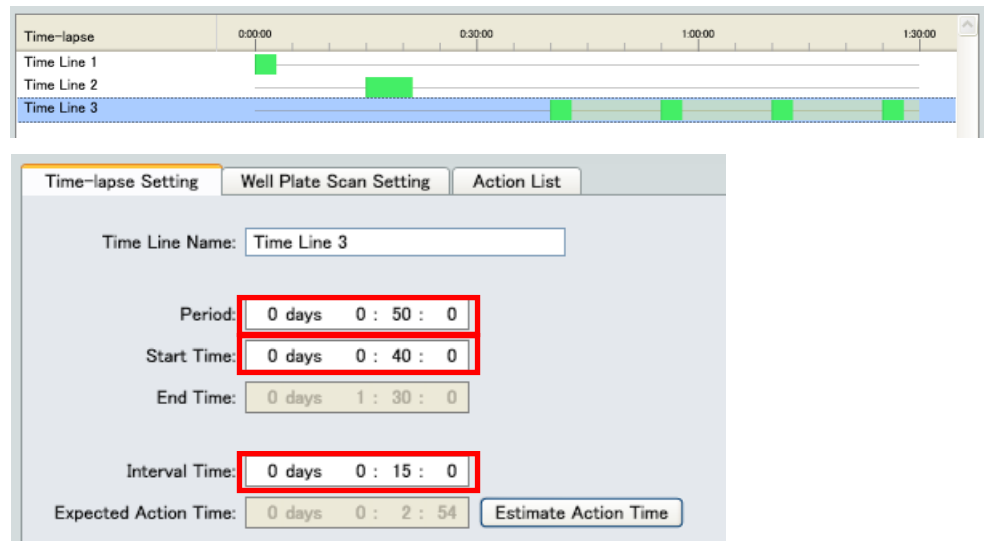 Time-lapse 0:00:00 0:30:00 1:00:00 1:30:00
Time Line 1
Time Line 2
Time Line 3
Time-lapse Setting Well Plate Scan Setting Action List
Time Line Name: Time Line 3
Period: 0 days 0 : 50 : 0
Start Time: 0 days 0 : 40 : 0
End Time: 0 days 1 : 30 : 0
Interval Time: 0 days 0 : 15 : 0
Expected Action Time: 0 days 0 : 2 : 54 Estimate Action Time